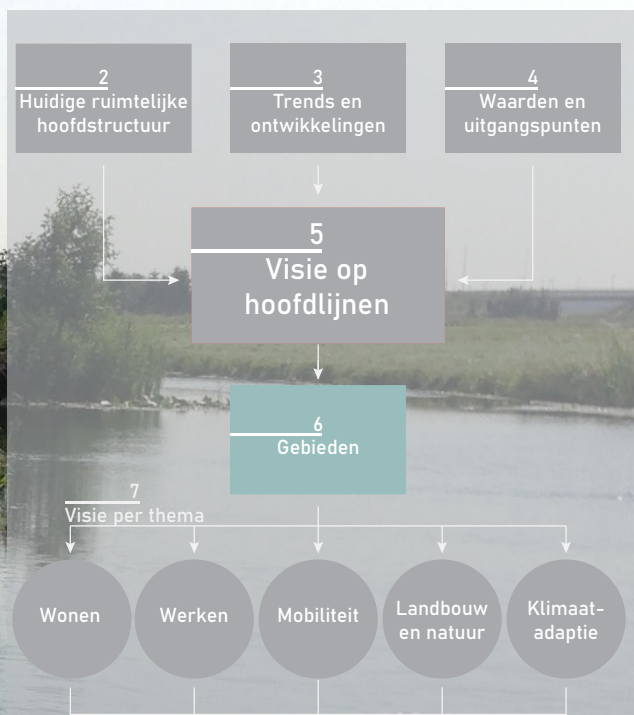 2
Huidige ruimtelijke
hoofdstructuur
3
Trends en
ontwikkelingen
4
Waarden en
uitgangspunten
5
Visie op
hoofdlijnen
6
Gebieden
7
Visie per thema
Wonen
Werken
Mobiliteit
Landbouw
en natuur
Klimaat-
adaptie